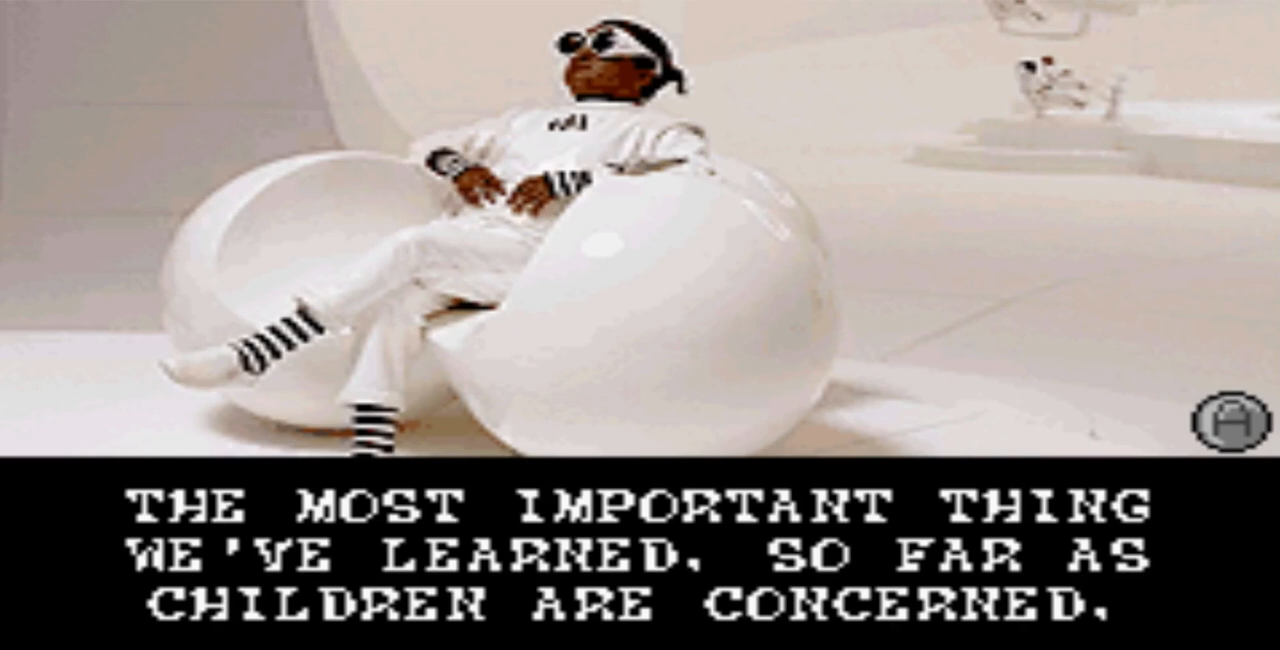 THE MOST IMPORTANT THING
WE'VE LEARNED, SO FAR AS
CHILDREN ARE CONCERNED,
A